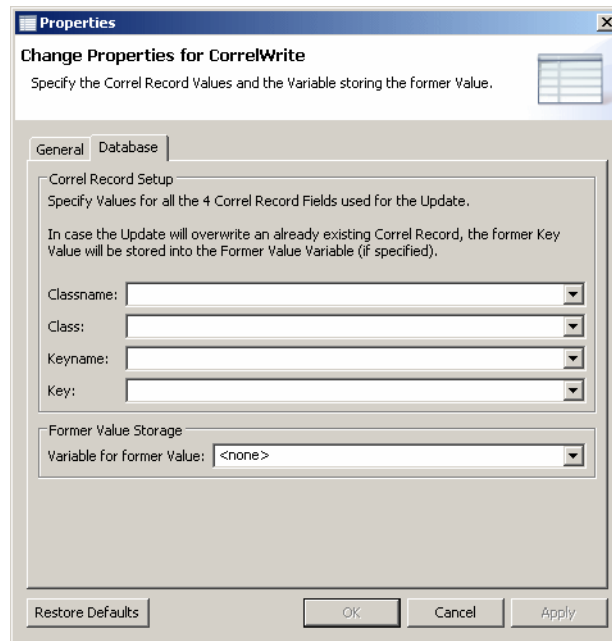 Properties
Change Properties for CorrelWrite
Specify the Correl Record Values and the Variable storing the former Value.
General Database
Correl Record Setup
Specify Values for all the 4 Correl Record Fields used for the Update.
In case the Update will overwrite an already existing Correl Record, the former Key
Value will be stored into the Former Value Variable (if specified).
Classname:
Class:
Keyname:
Key:
Former Value Storage
Variable for former Value: <none>
Restore Defaults OK Cancel Apply